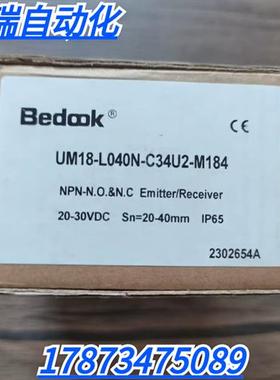 瑞自动化
Bedook®
CE
UM18-L040N-C34U2-M184
NPN-N.O.&N.C Emitter/Receiver
20-30VDC Sn=20-40mm IP65
2302654A
17873475089